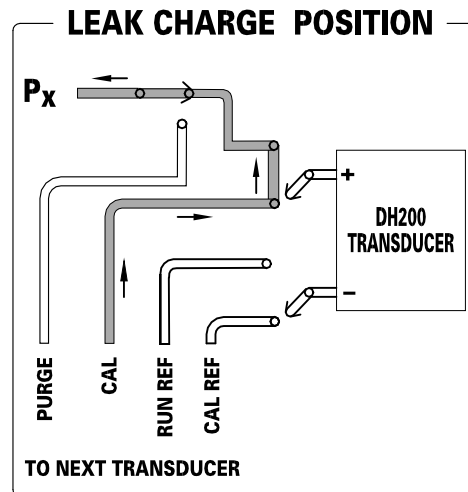 LEAK CHARGE POSITION
Px
+
DH200
TRANSDUCER
−
PURGE
CAL
RUN REF
CAL REF
TO NEXT TRANSDUCER